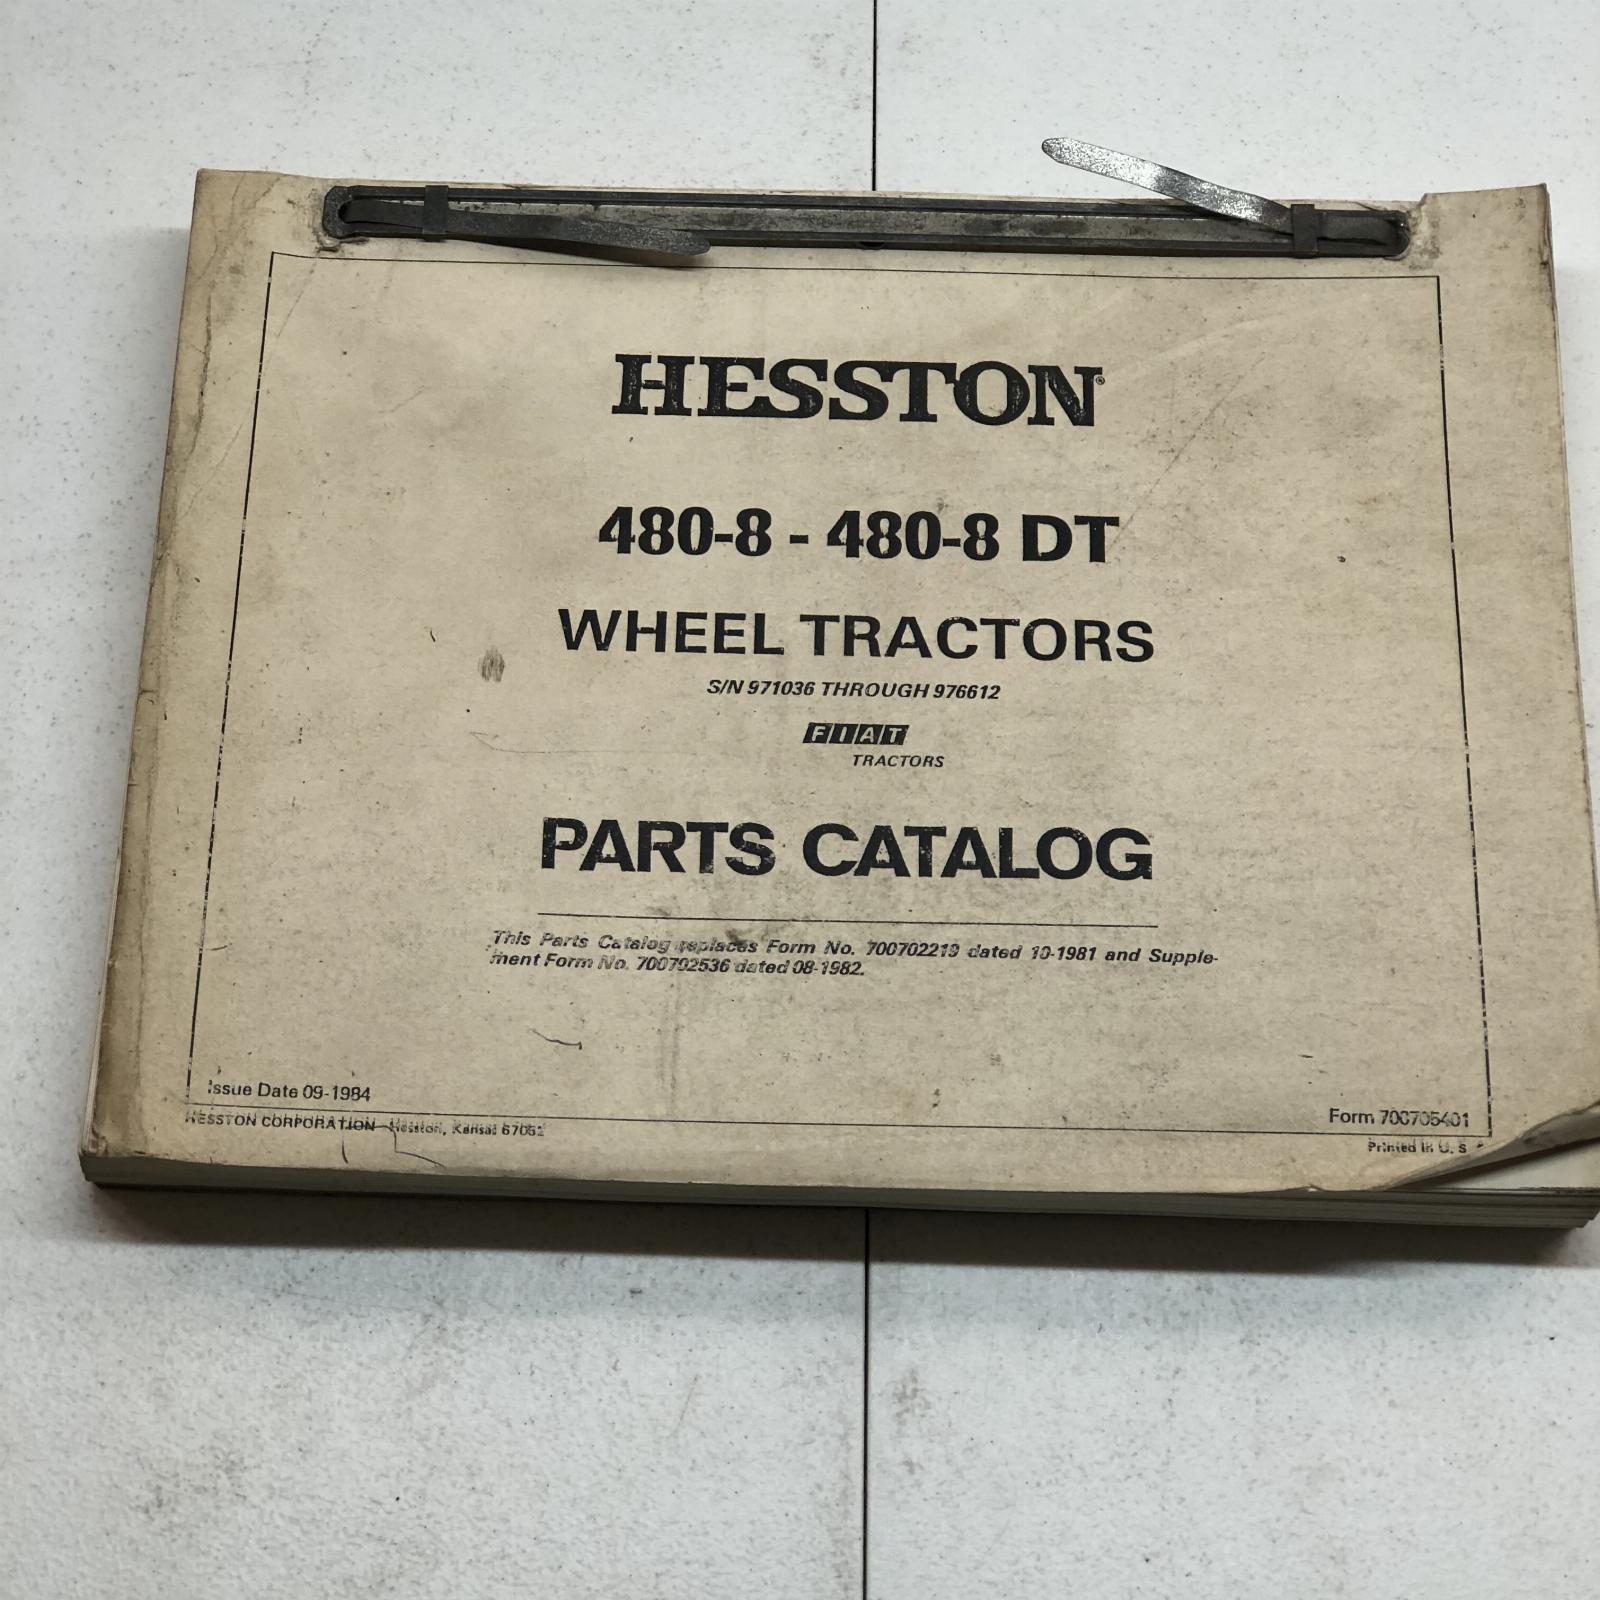 HESSTON®
480-8 - 480-8 DT
WHEEL TRACTORS
S/N 971036 THROUGH 976612
FIAT
TRACTORS
PARTS CATALOG
This Parts Catalog replaces Form No. 700702219 dated 10-1981 and Supple-
ment Form No. 700702536 dated 08-1982.
Issue Date 09-1984
Form 700705401
HESSTON CORPORATION Hesston, Kansas 67062
Printed in U. S